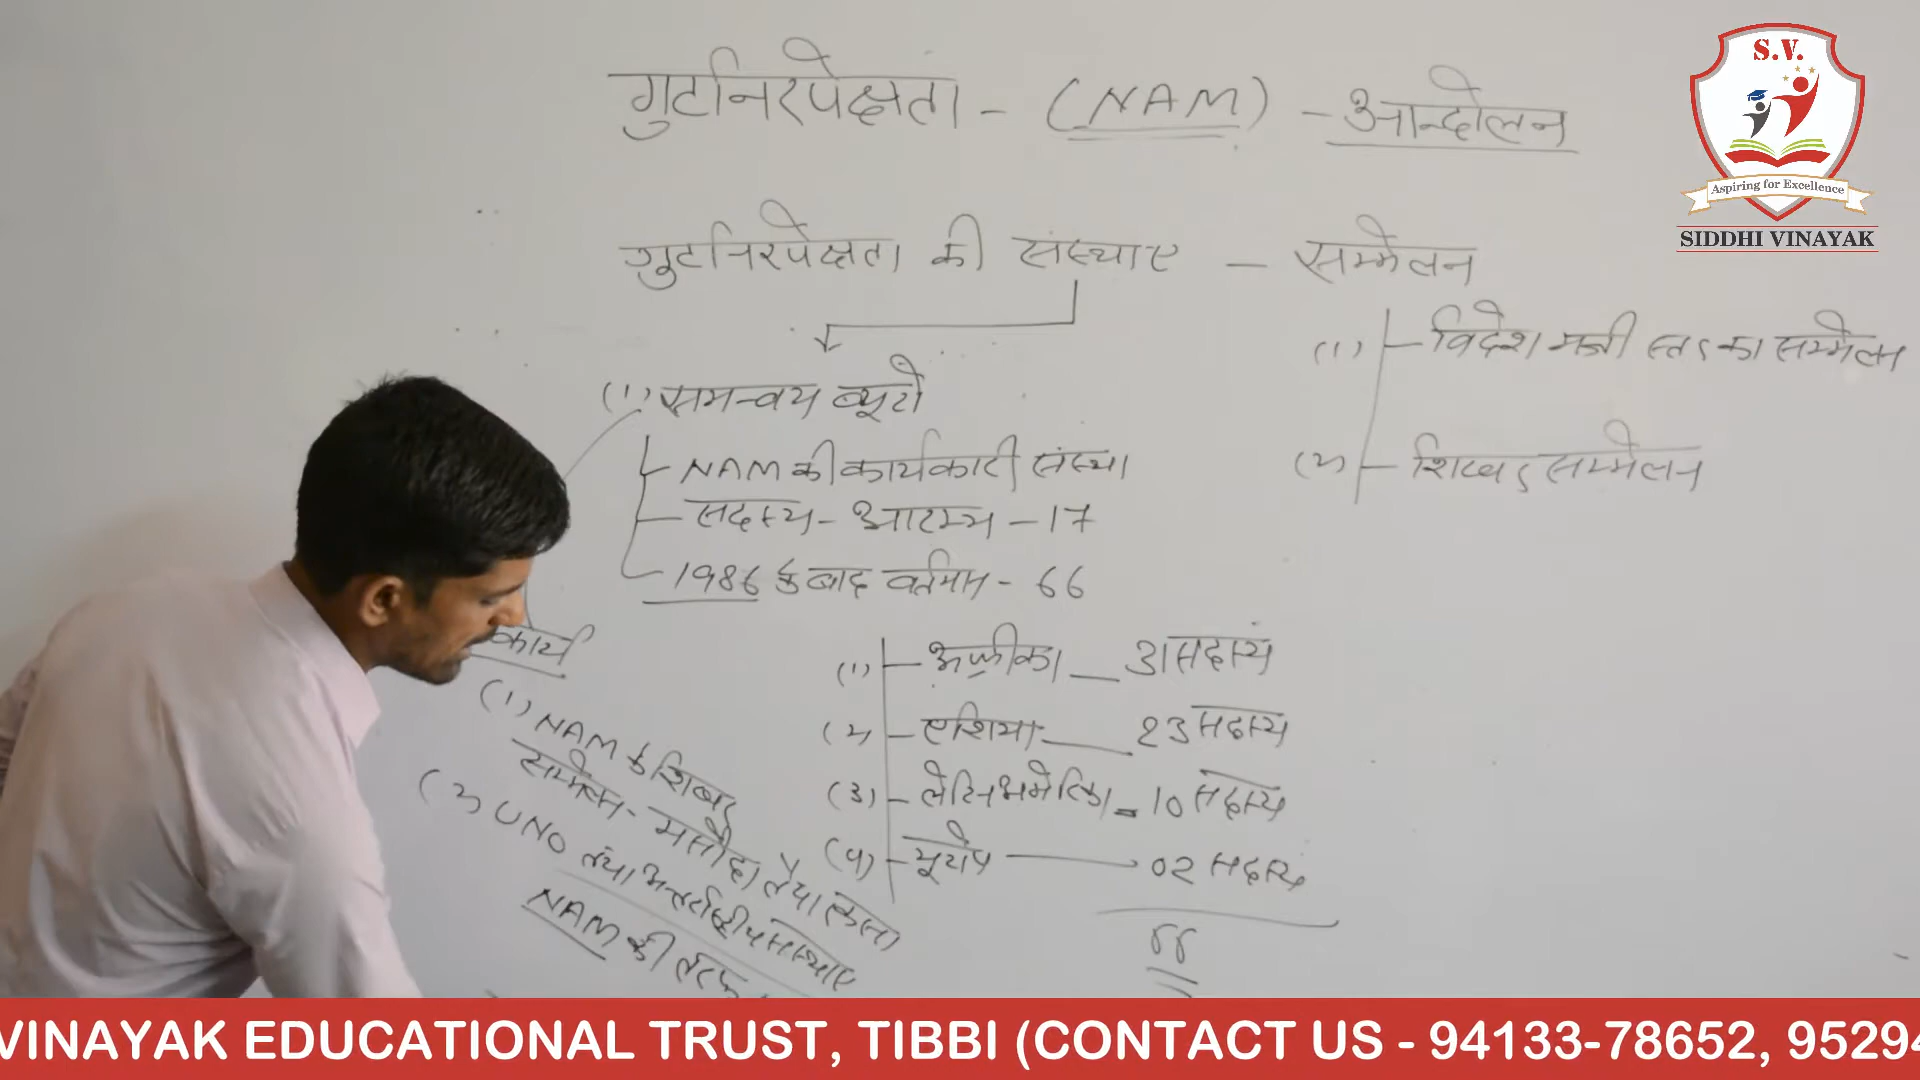 गुटनिरपेक्षता - (NAM) - आन्दोलन
गुटनिरपेक्षता की संस्थाए - सम्मेलन
(1) समन्वय ब्यूरो
NAM की कार्यकारी संस्था
सदस्य - आरम्भ - 17
1986 के बाद वर्तमान - 66
(1) अफ्रीका - 31 सदस्य
(2) एशिया - 23 सदस्य
(3) लेटिन अमेरिका - 10 सदस्य
(4) यूरोप - 02 सदस्य
66
(1) विदेश मंत्री स्तर का सम्मेलन
(2) शिखर सम्मेलन
कार्य
(1) NAM के शिखर
सम्मेलन - मसौदा तैयार करना
(2) UNO तथा अन्तर्राष्ट्रीय संस्थाए
NAM की तरफ
S.V.
Aspiring for Excellence
SIDDHI VINAYAK
VINAYAK EDUCATIONAL TRUST, TIBBI (CONTACT US - 94133-78652, 9529